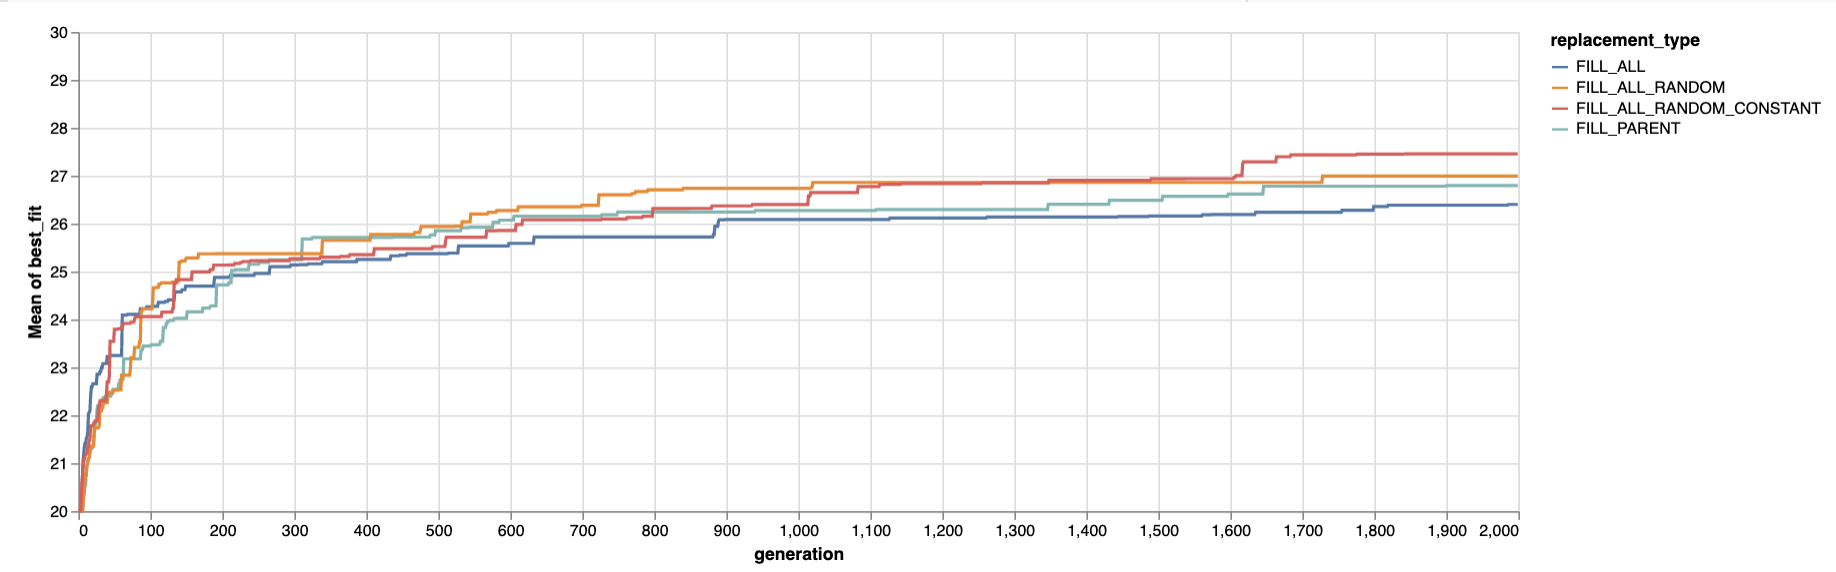 30
29
28
27
26
25
24
23
22
21
20
Mean of best_fit
0 100 200 300 400 500 600 700 800 900 1,000 1,100 1,200 1,300 1,400 1,500 1,600 1,700 1,800 1,900 2,000
generation
replacement_type
FILL_ALL
FILL_ALL_RANDOM
FILL_ALL_RANDOM_CONSTANT
FILL_PARENT